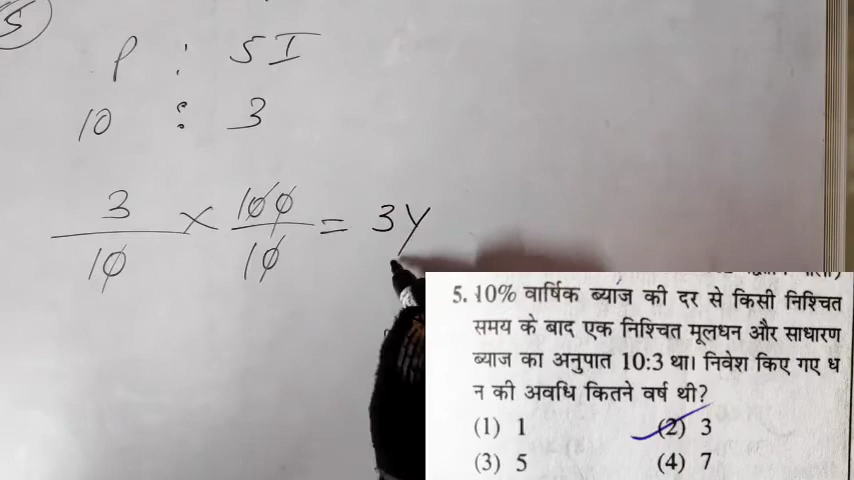 5
P : SI
10 : 3
3/10 × 100/10 = 3y
5. 10% वार्षिक ब्याज की दर से किसी निश्चित
समय के बाद एक निश्चित मूलधन और साधारण
ब्याज का अनुपात 10:3 था। निवेश किए गए ध
न की अवधि कितने वर्ष थी?
(1) 1 (2) 3
(3) 5 (4) 7